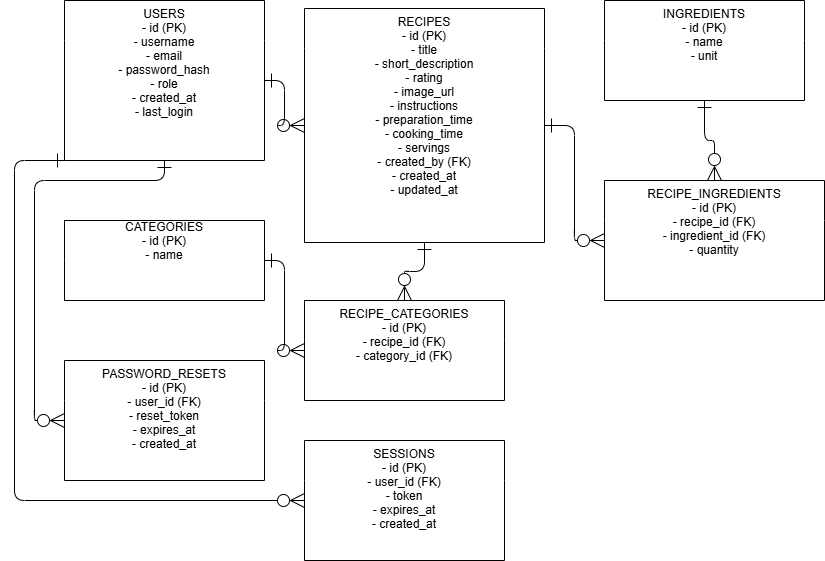 USERS
- id (PK)
- username
- email
- password_hash
- role
- created_at
- last_login
RECIPES
- id (PK)
- title
- short_description
- rating
- image_url
- instructions
- preparation_time
- cooking_time
- servings
- created_by (FK)
- created_at
- updated_at
INGREDIENTS
- id (PK)
- name
- unit
RECIPE_INGREDIENTS
- id (PK)
- recipe_id (FK)
- ingredient_id (FK)
- quantity
CATEGORIES
- id (PK)
- name
RECIPE_CATEGORIES
- id (PK)
- recipe_id (FK)
- category_id (FK)
PASSWORD_RESETS
- id (PK)
- user_id (FK)
- reset_token
- expires_at
- created_at
SESSIONS
- id (PK)
- user_id (FK)
- token
- expires_at
- created_at